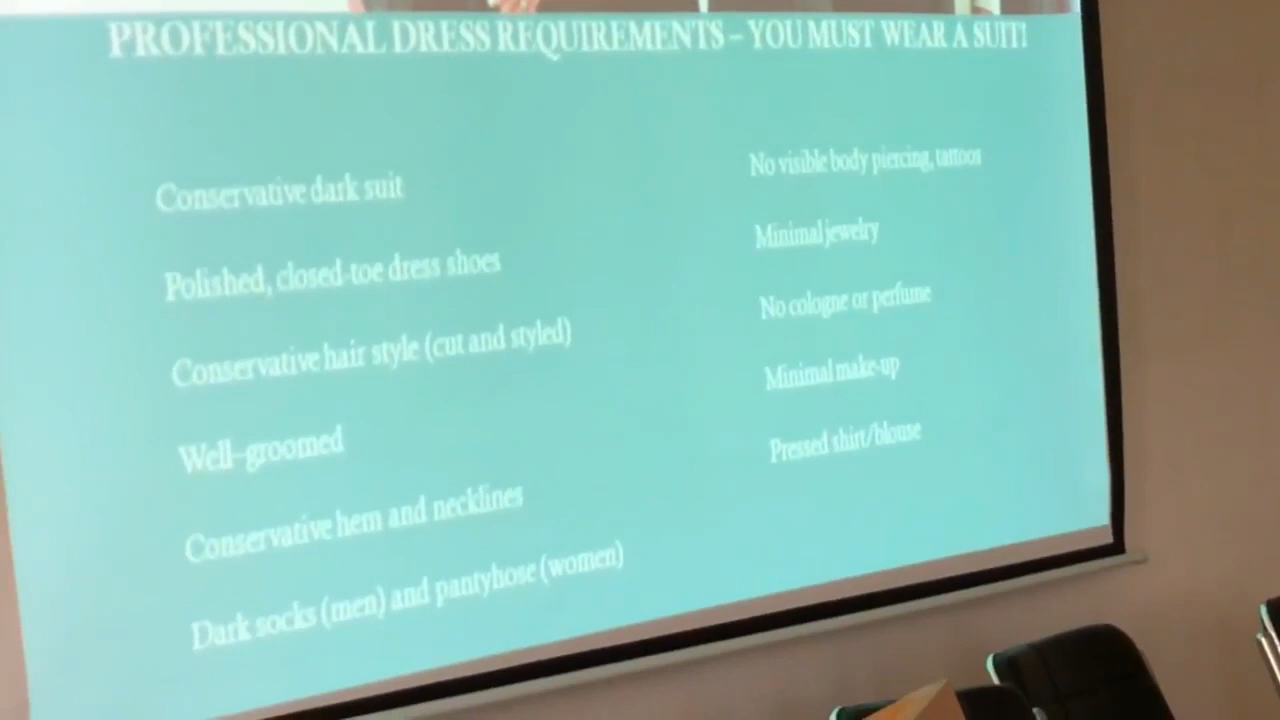 PROFESSIONAL DRESS REQUIREMENTS – YOU MUST WEAR A SUIT!
Conservative dark suit
Polished, closed-toe dress shoes
Conservative hair style (cut and styled)
Well-groomed
Conservative hem and necklines
Dark socks (men) and pantyhose (women)
No visible body piercing, tattoos
Minimal jewelry
No cologne or perfume
Minimal make-up
Pressed shirt/blouse